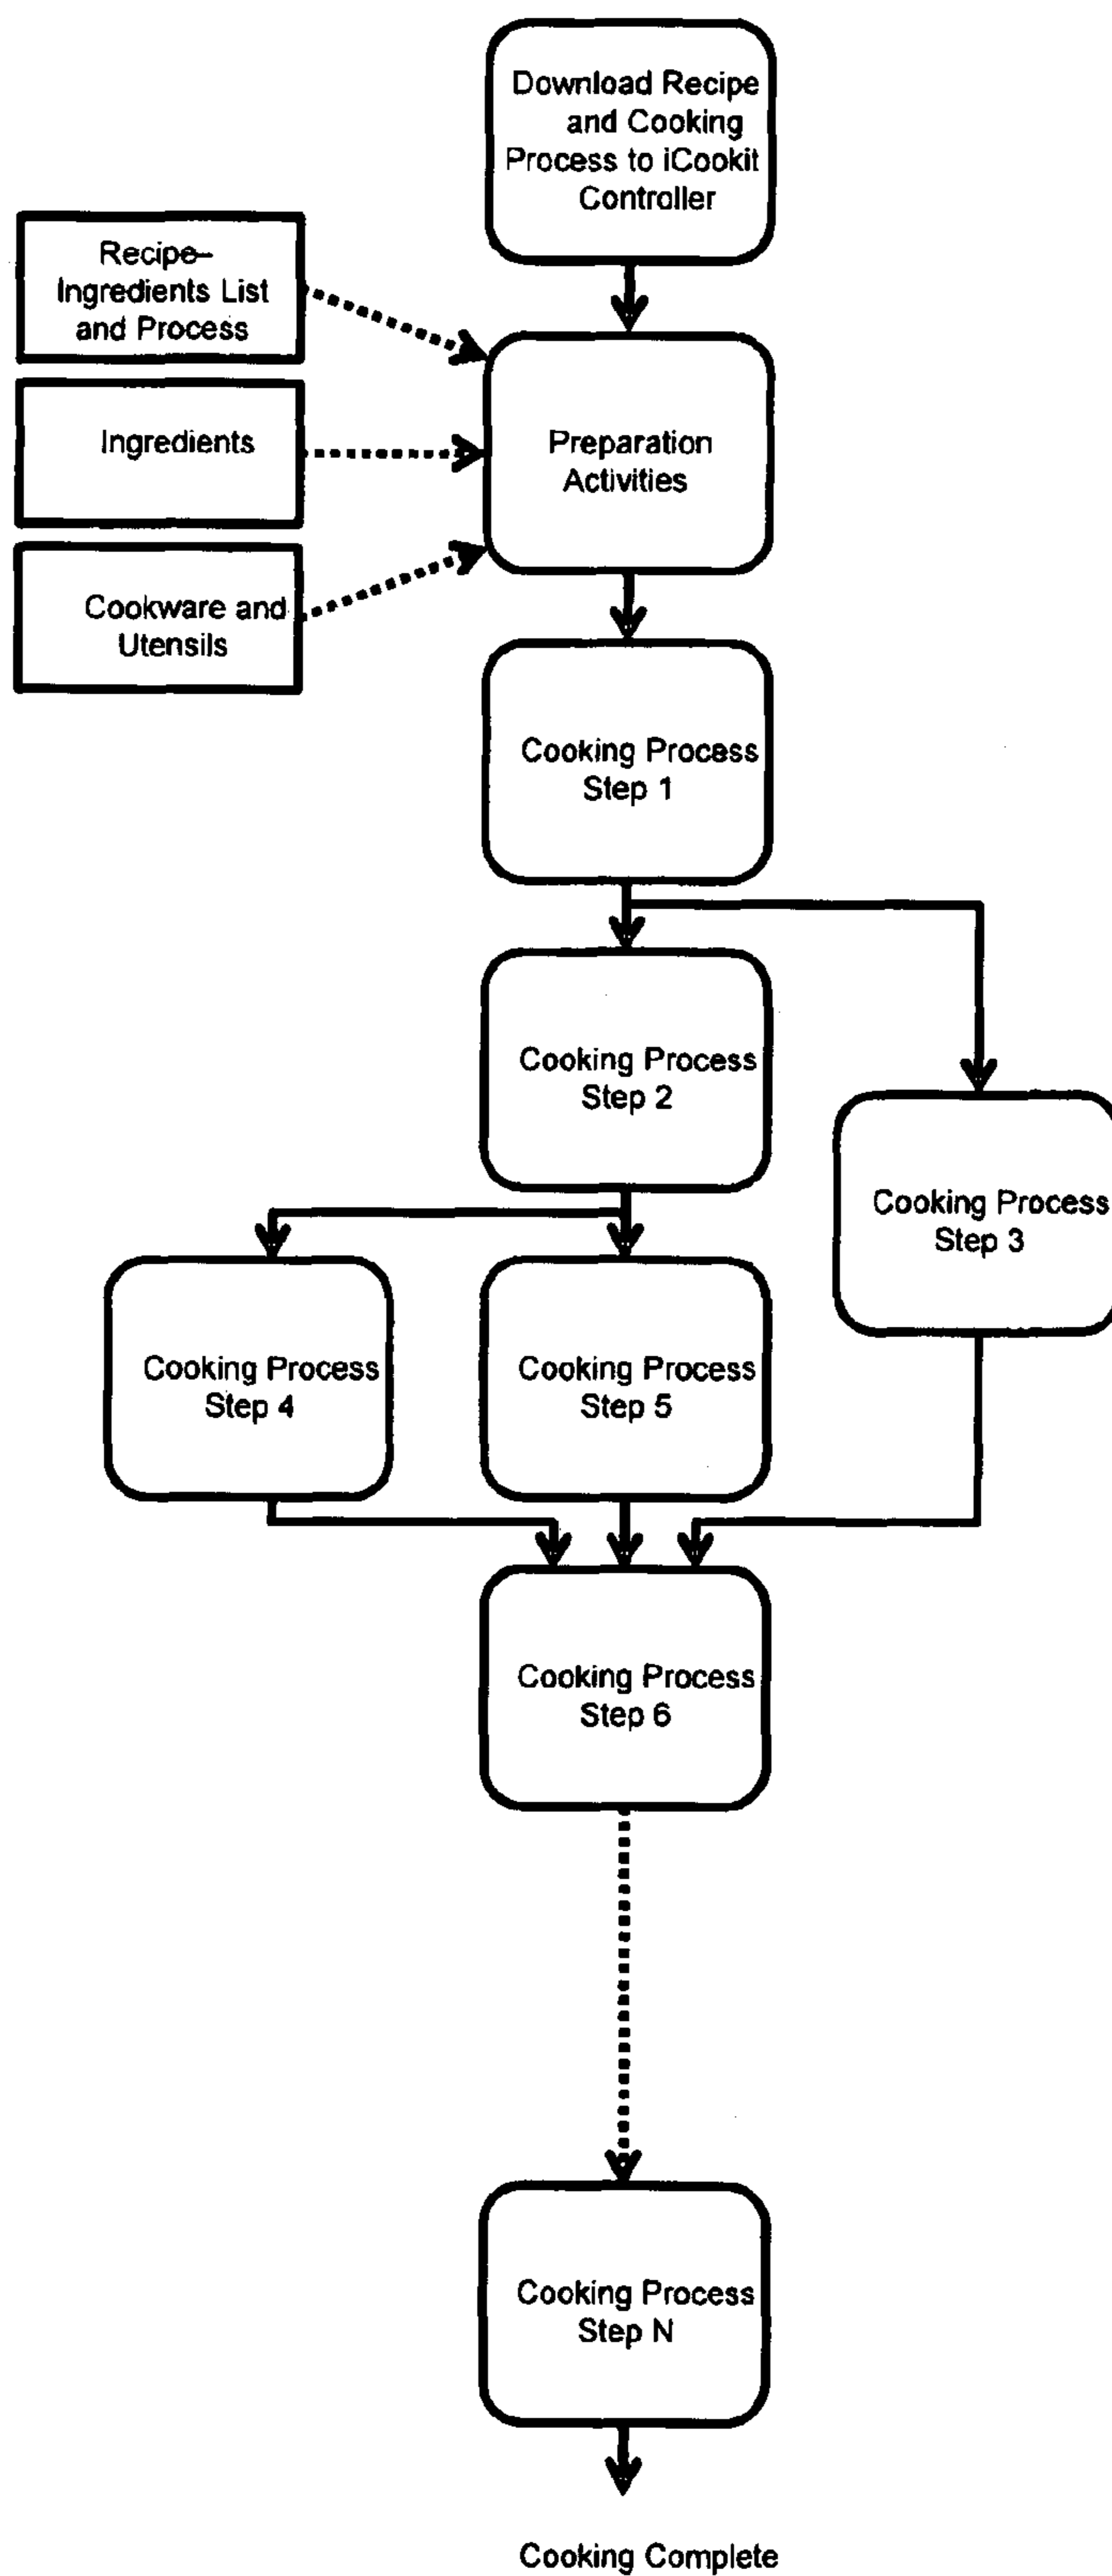 Download Recipe
and Cooking
Process to iCookit
Controller
Recipe–
Ingredients List
and Process
Ingredients
Cookware and
Utensils
Preparation
Activities
Cooking Process
Step 1
Cooking Process
Step 2
Cooking Process
Step 3
Cooking Process
Step 4
Cooking Process
Step 5
Cooking Process
Step 6
Cooking Process
Step N
Cooking Complete